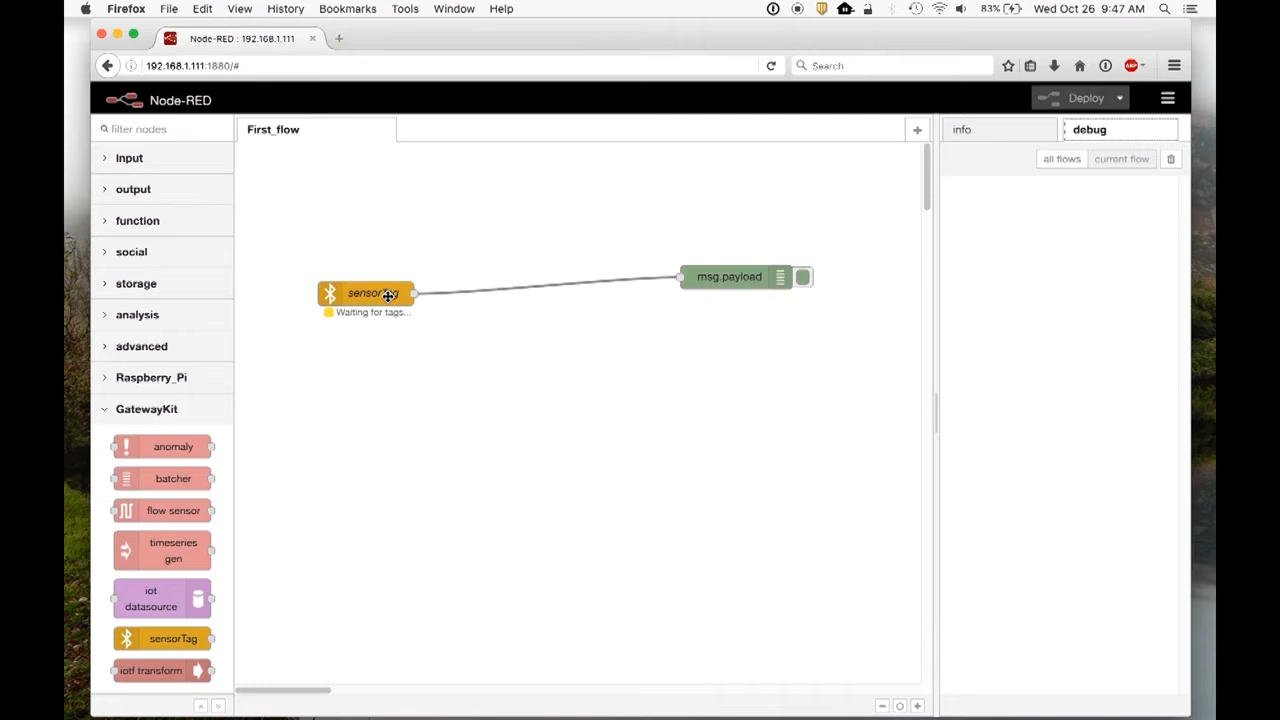 Firefox File Edit View History Bookmarks Tools Window Help 83% Wed Oct 26 9:47 AM
Node-RED : 192.168.1.111
192.168.1.111:1880/#
Search
Node-RED
Deploy
filter nodes
First_flow
info
debug
input
all flows
current flow
output
function
social
storage
analysis
advanced
Raspberry_Pi
GatewayKit
msg.payload
Waiting for tags...
anomaly
batcher
flow sensor
timeseries
gen
iot
datasource
sensorTag
iotf transform